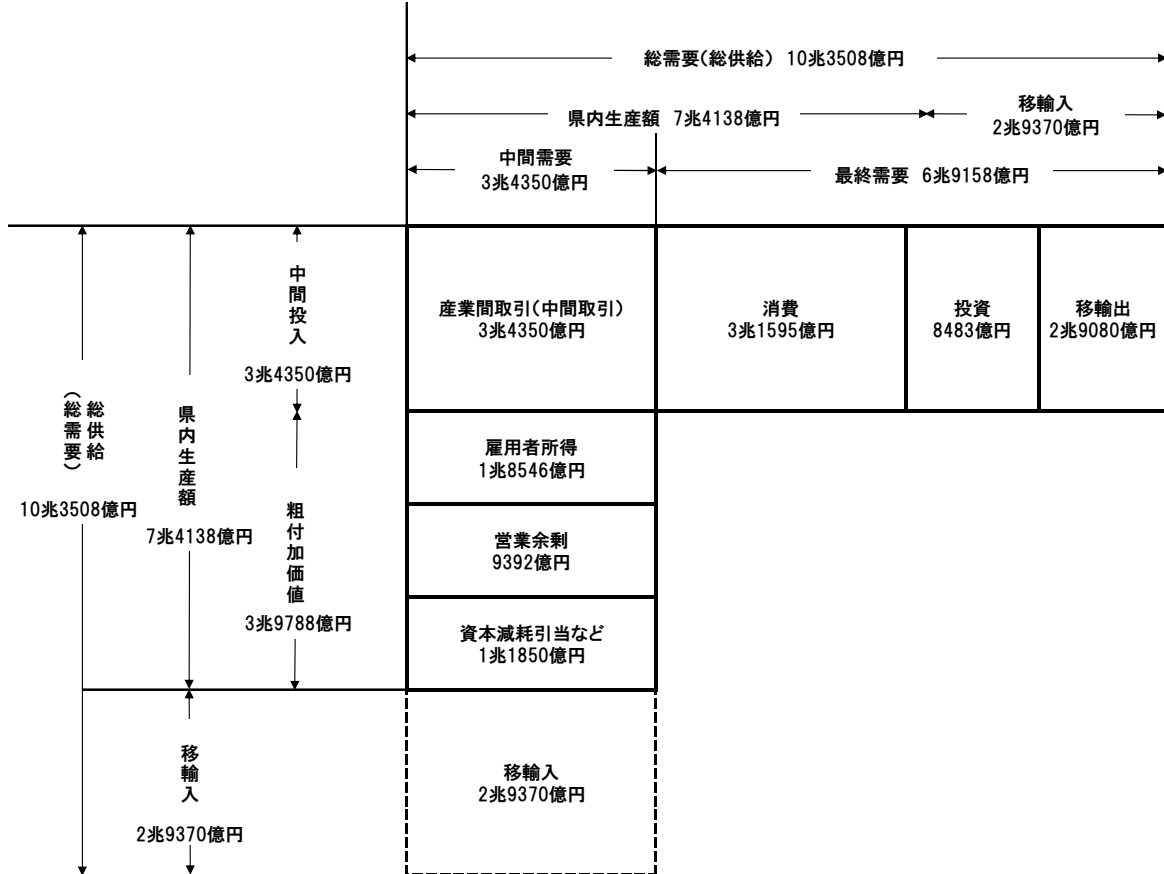 総需要(総供給) 10兆3508億円
県内生産額 7兆4138億円
移輸入
2兆9370億円
中間需要
3兆4350億円
最終需要 6兆9158億円
中間投入
3兆4350億円
産業間取引(中間取引)
3兆4350億円
消費
3兆1595億円
投資
8483億円
移輸出
2兆9080億円
総供給
(総需要)
10兆3508億円
県内生産額
7兆4138億円
粗付加価値
3兆9788億円
雇用者所得
1兆8546億円
営業余剰
9392億円
資本減耗引当など
1兆1850億円
移輸入
2兆9370億円
移輸入
2兆9370億円